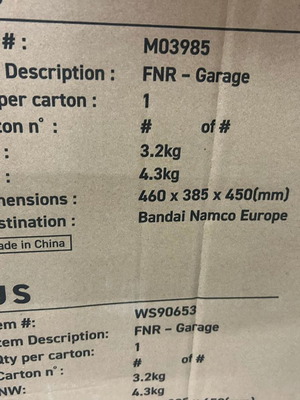 #: M03985
Description: FNR - Garage
per carton: 1
ton n°: # of #
: 3.2kg
: 4.3kg
mensions: 460 x 385 x 450(mm)
stination: Bandai Namco Europe
ade in China
US
em #: WS90653
tem Description: FNR - Garage
Qty per carton: 1
Carton n°: # of #
NW: 3.2kg
4.3kg